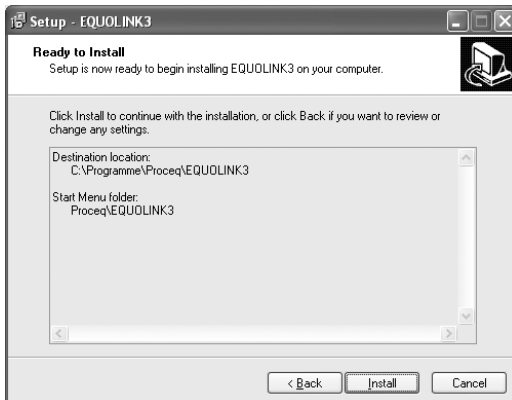 Setup - EQUOLINK3
Ready to Install
Setup is now ready to begin installing EQUOLINK3 on your computer.
Click Install to continue with the installation, or click Back if you want to review or
change any settings.
Destination location:
C:\Programme\Proceq\EQUOLINK3
Start Menu folder:
Proceq\EQUOLINK3
< Back
Install
Cancel